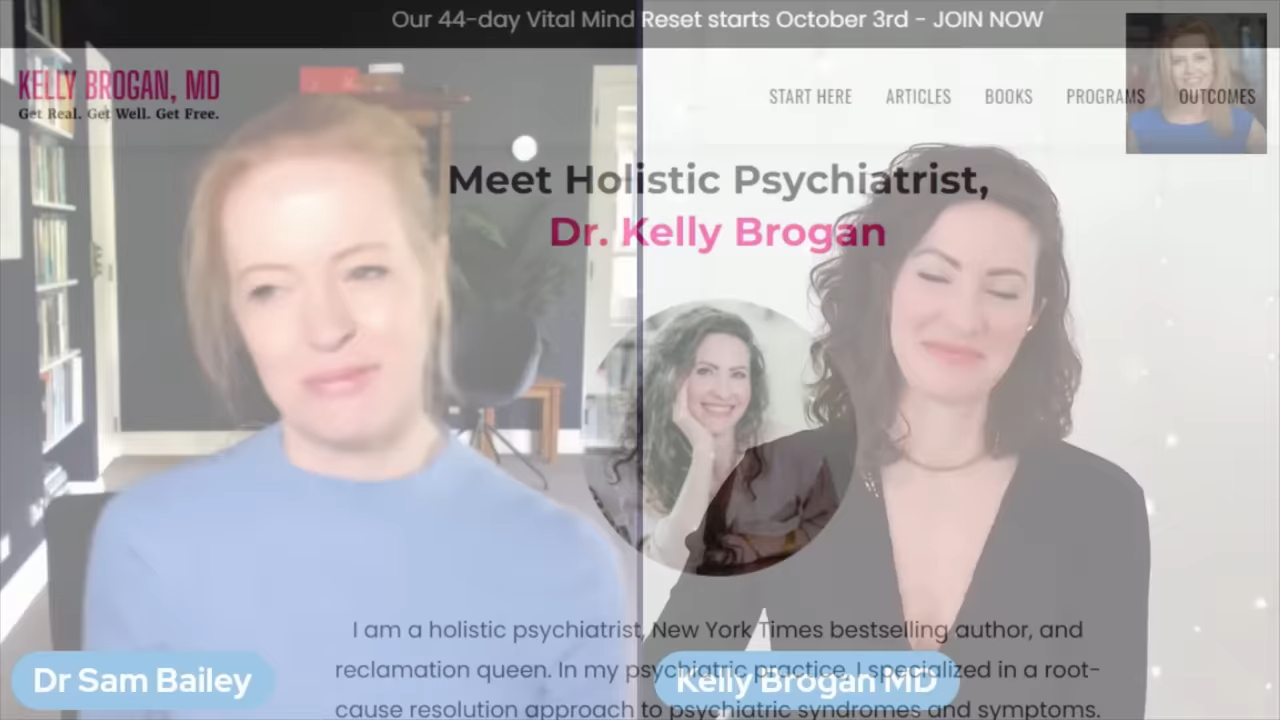 Our 44-day Vital Mind Reset starts October 3rd - JOIN NOW
KELLY BROGAN, MD
Get Real. Get Well. Get Free.
START HERE ARTICLES BOOKS PROGRAMS OUTCOMES
Meet Holistic Psychiatrist,
Dr. Kelly Brogan
I am a holistic psychiatrist, New York Times bestselling author, and
reclamation queen. In my psychiatric practice, I specialized in a root-
cause resolution approach to psychiatric syndromes and symptoms.
Dr Sam Bailey
Kelly Brogan MD